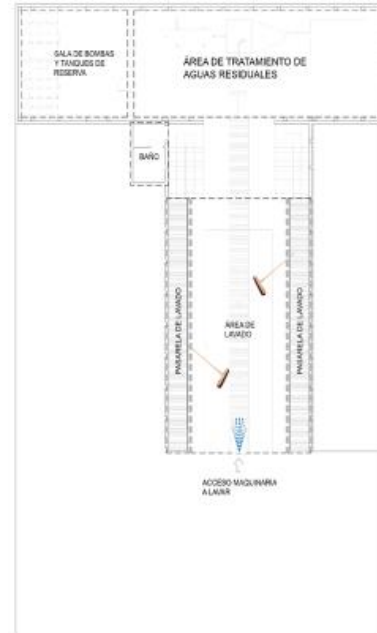 SALA DE BOMBAS
Y TANQUES DE
RESERVA
ÁREA DE TRATAMIENTO DE
AGUAS RESIDUALES
BAÑO
PASARELA DE LAVADO
ÁREA DE
LAVADO
PASARELA DE LAVADO
ACCESO MAQUINARIA
A LAVAR